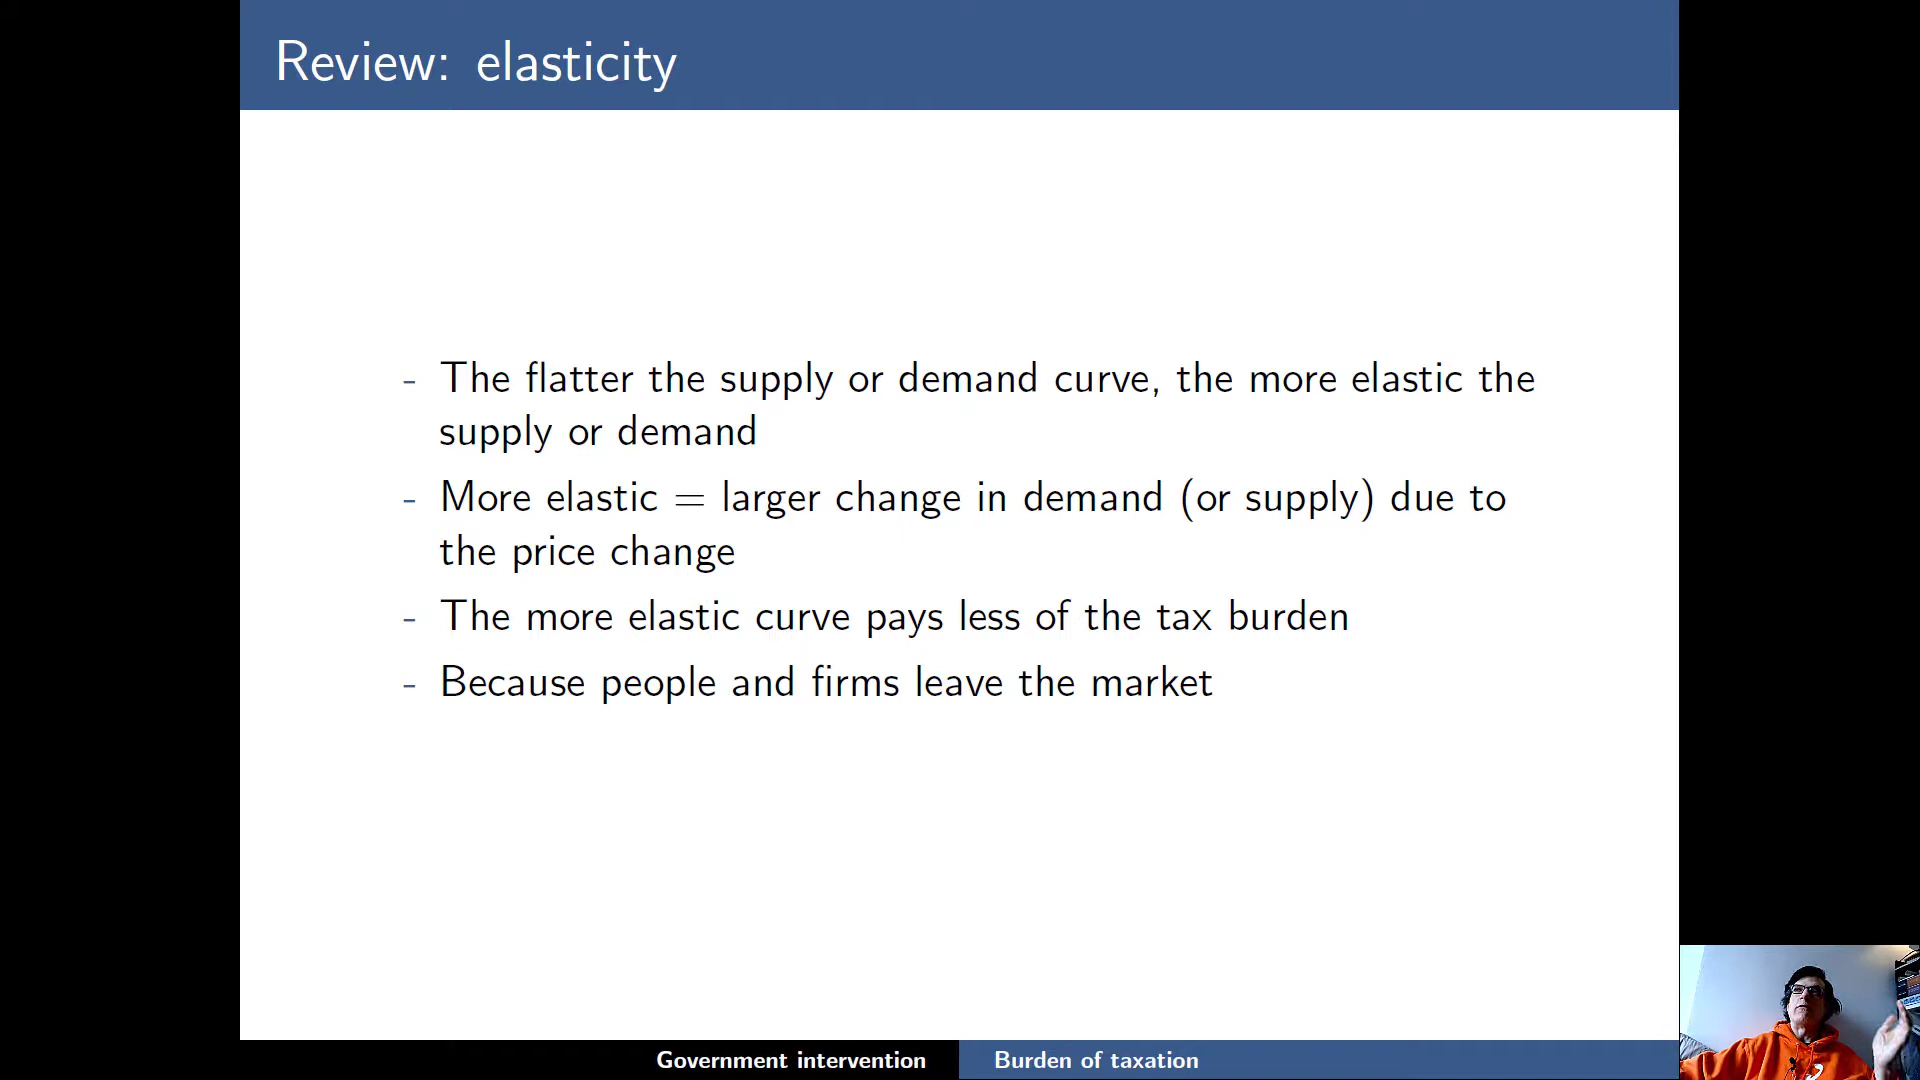 Review: elasticity
- The flatter the supply or demand curve, the more elastic the
supply or demand
- More elastic = larger change in demand (or supply) due to
the price change
- The more elastic curve pays less of the tax burden
- Because people and firms leave the market
Government intervention
Burden of taxation